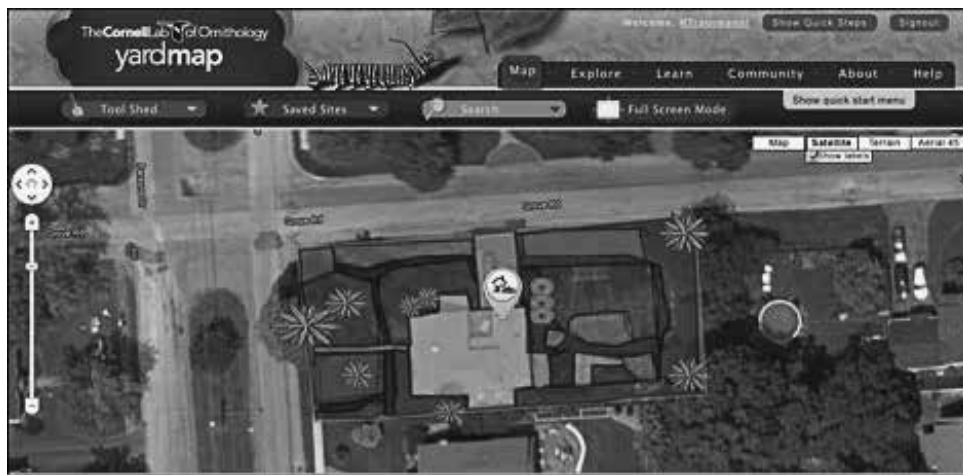 Welcome,
Show Quick Steps
Signout
TheCornellLab of Ornithology
yardmap
Map
Explore
Learn
Community
About
Help
Tool Shed
Saved Sites
Search
Full Screen Mode
Show quick start menu
Map
Satellite
Terrain
Aerial 45
Show labels